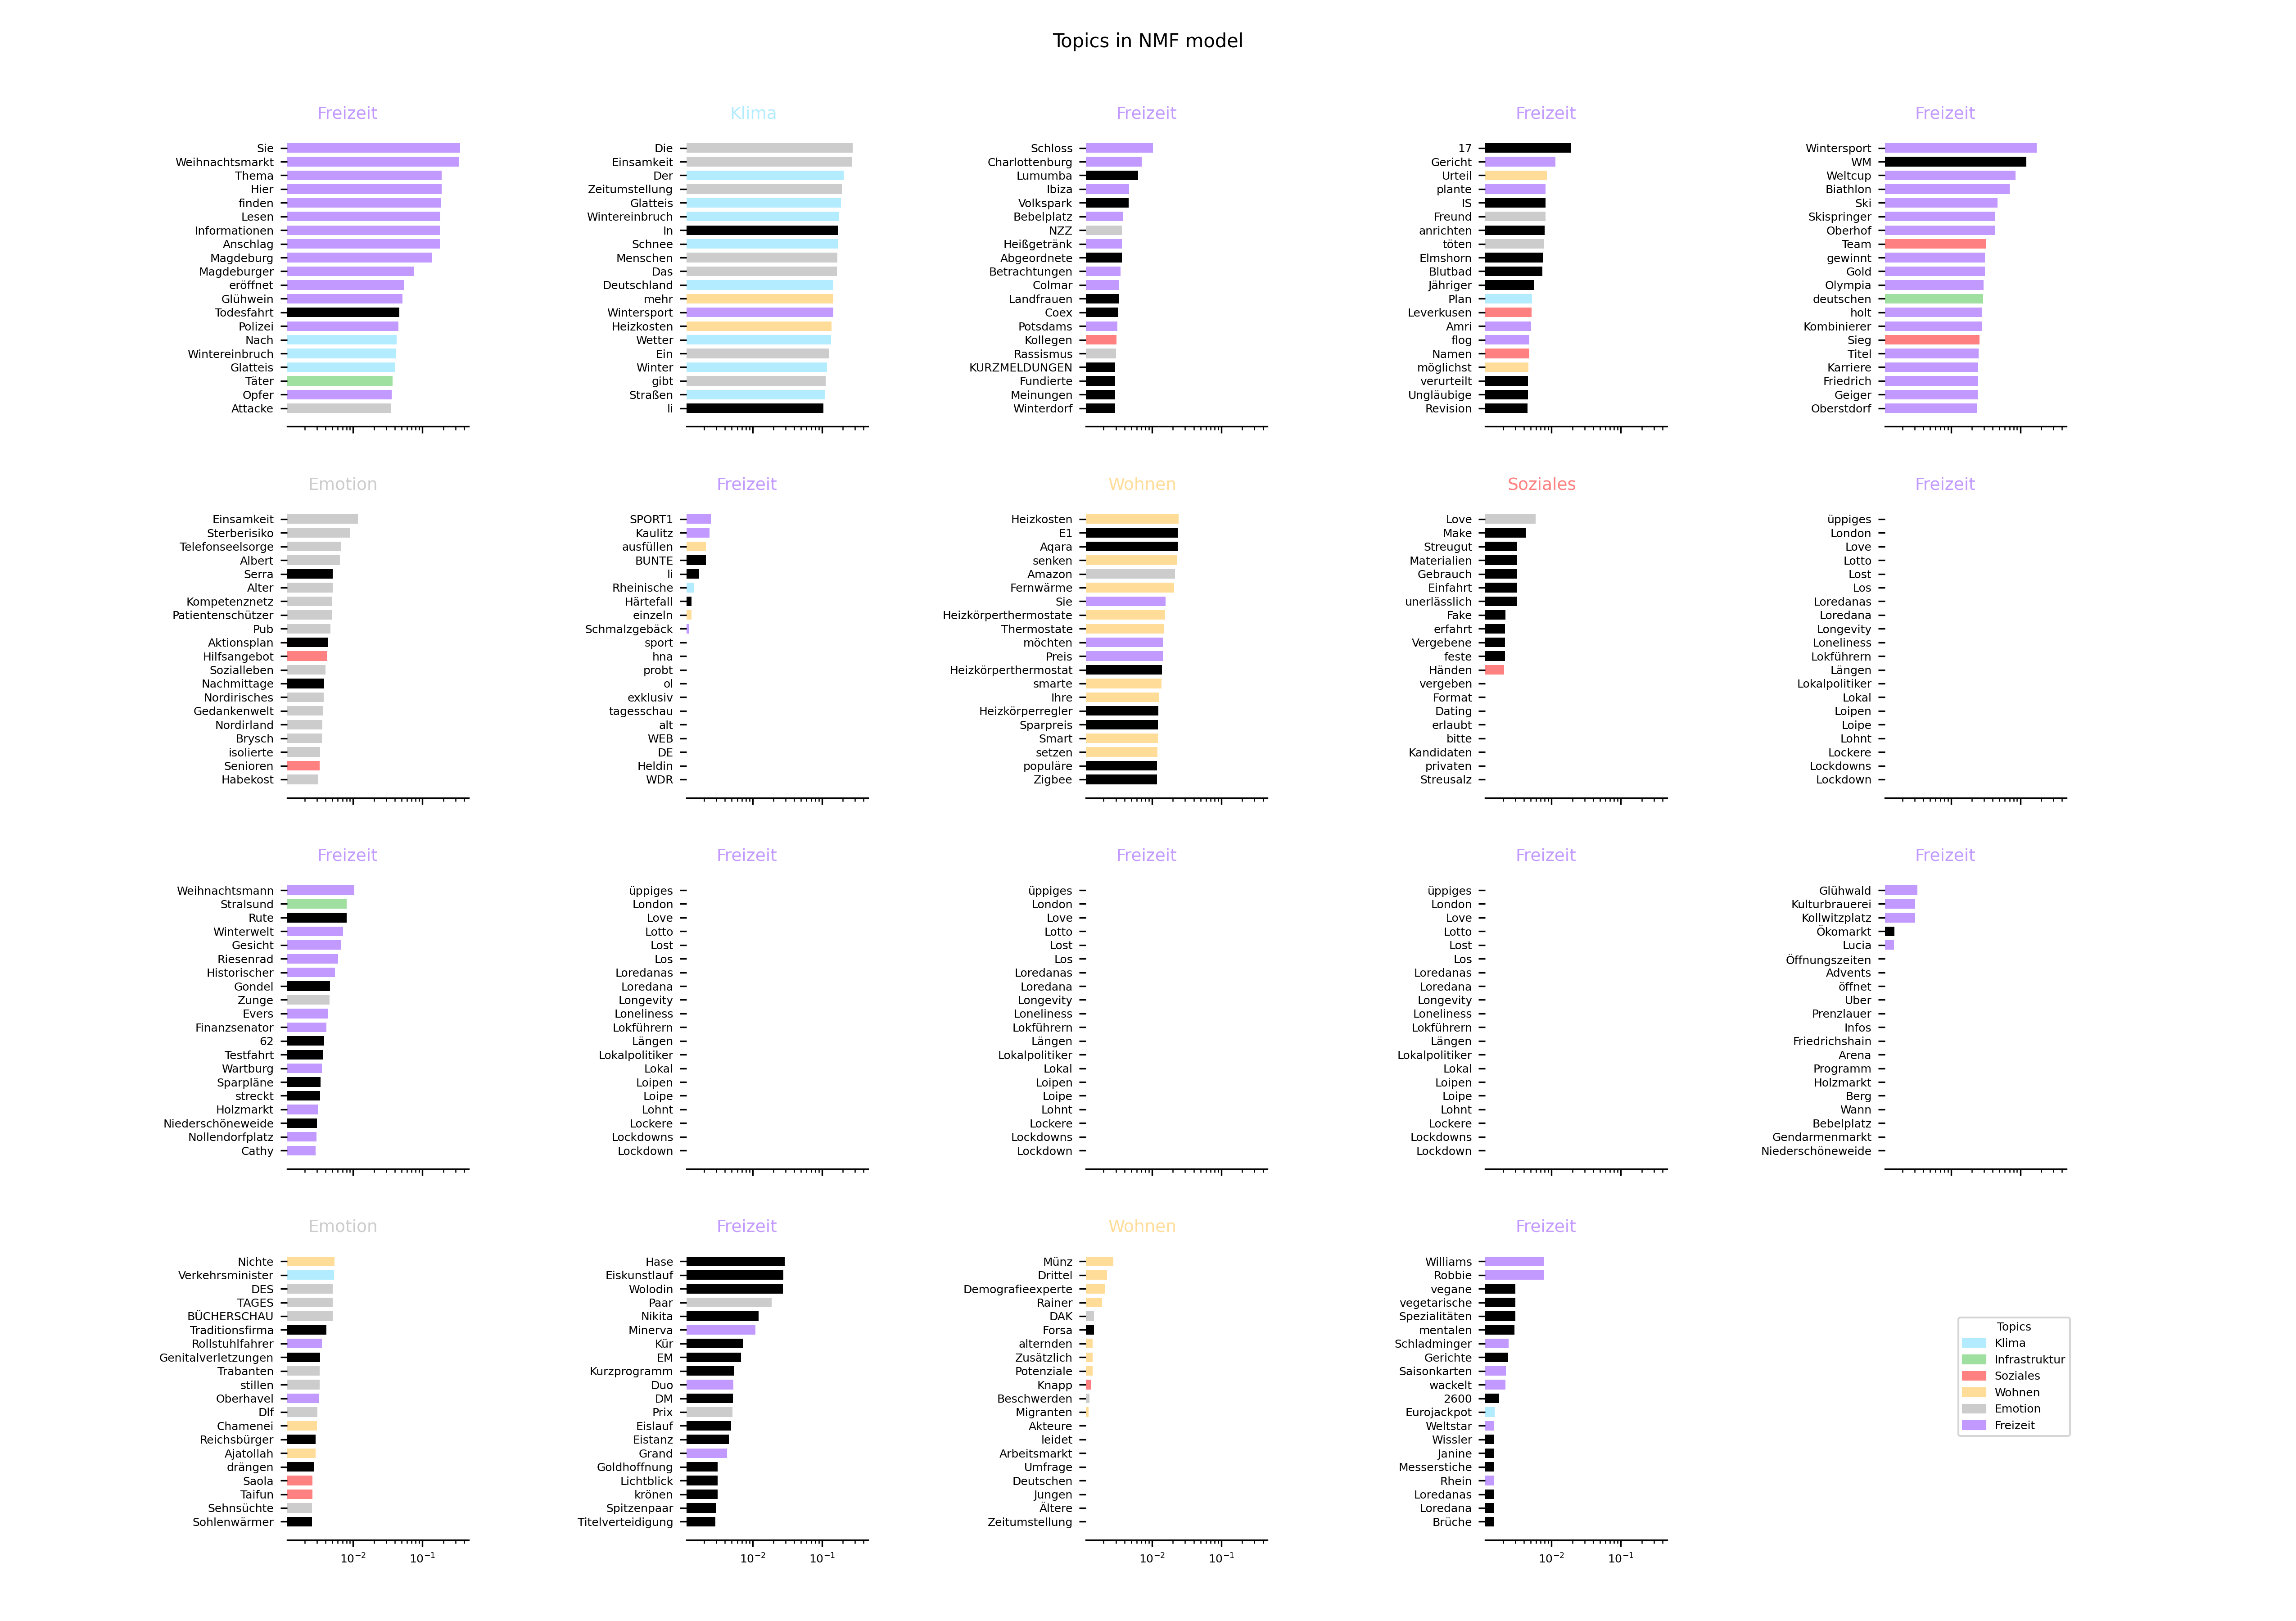 Topics in NMF model
Freizeit
Sie
Weihnachtsmarkt
Thema
Hier
finden
Lesen
Informationen
Anschlag
Magdeburg
Magdeburger
eröffnet
Glühwein
Todesfahrt
Polizei
Nach
Wintereinbruch
Glatteis
Täter
Opfer
Attacke
Klima
Die
Einsamkeit
Der
Zeitumstellung
Glatteis
Wintereinbruch
In
Schnee
Menschen
Das
Deutschland
mehr
Wintersport
Heizkosten
Wetter
Ein
Winter
gibt
Straßen
li
Freizeit
Schloss
Charlottenburg
Lumumba
Ibiza
Volkspark
Bebelplatz
NZZ
Heißgetränk
Abgeordnete
Betrachtungen
Colmar
Landfrauen
Coex
Potsdams
Kollegen
Rassismus
KURZMELDUNGEN
Fundierte
Meinungen
Winterdorf
Freizeit
17
Gericht
Urteil
plante
IS
Freund
anrichten
töten
Elmshorn
Blutbad
Jähriger
Plan
Leverkusen
Amri
flog
Namen
möglichst
verurteilt
Ungläubige
Revision
Freizeit
Wintersport
WM
Weltcup
Biathlon
Ski
Skispringer
Oberhof
Team
gewinnt
Gold
Olympia
deutschen
holt
Kombinierer
Sieg
Titel
Karriere
Friedrich
Geiger
Oberstdorf
Emotion
Einsamkeit
Sterberisiko
Telefonseelsorge
Albert
Serra
Alter
Kompetenznetz
Patientenschützer
Pub
Aktionsplan
Hilfsangebot
Sozialleben
Nachmittage
Nordirisches
Gedankenwelt
Nordirland
Brysch
isolierte
Senioren
Habekost
Freizeit
SPORT1
Kaulitz
ausfüllen
BUNTE
li
Rheinische
Härtefall
einzeln
Schmalzgebäck
sport
hna
probt
ol
exklusiv
tagesschau
alt
WEB
DE
Heldin
WDR
Wohnen
Heizkosten
E1
Aqara
senken
Amazon
Fernwärme
Sie
Heizkörperthermostate
Thermostate
möchten
Preis
Heizkörperthermostat
smarte
Ihre
Heizkörperregler
Sparpreis
Smart
setzen
populäre
Zigbee
Soziales
Love
Make
Streugut
Materialien
Gebrauch
Einfahrt
unerlässlich
Fake
erfahrt
Vergebene
feste
Händen
vergeben
Format
Dating
erlaubt
bitte
Kandidaten
privaten
Streusalz
Freizeit
üppiges
London
Love
Lotto
Lost
Los
Loredanas
Loredana
Longevity
Loneliness
Lokführern
Längen
Lokalpolitiker
Lokal
Loipen
Loipe
Lohnt
Lockere
Lockdowns
Lockdown
Freizeit
Weihnachtsmann
Stralsund
Rute
Winterwelt
Gesicht
Riesenrad
Historischer
Gondel
Zunge
Evers
Finanzsenator
62
Testfahrt
Wartburg
Sparpläne
streckt
Holzmarkt
Niederschöneweide
Nollendorfplatz
Cathy
Freizeit
üppiges
London
Love
Lotto
Lost
Los
Loredanas
Loredana
Longevity
Loneliness
Lokführern
Längen
Lokalpolitiker
Lokal
Loipen
Loipe
Lohnt
Lockere
Lockdowns
Lockdown
Freizeit
üppiges
London
Love
Lotto
Lost
Los
Loredanas
Loredana
Longevity
Loneliness
Lokführern
Längen
Lokalpolitiker
Lokal
Loipen
Loipe
Lohnt
Lockere
Lockdowns
Lockdown
Freizeit
üppiges
London
Love
Lotto
Lost
Los
Loredanas
Loredana
Longevity
Loneliness
Lokführern
Längen
Lokalpolitiker
Lokal
Loipen
Loipe
Lohnt
Lockere
Lockdowns
Lockdown
Freizeit
Glühwald
Kulturbrauerei
Kollwitzplatz
Ökomarkt
Lucia
Öffnungszeiten
Advents
öffnet
Uber
Prenzlauer
Infos
Friedrichshain
Arena
Programm
Holzmarkt
Berg
Wann
Bebelplatz
Gendarmenmarkt
Niederschöneweide
Emotion
Nichte
Verkehrsminister
DES
TAGES
BÜCHERSCHAU
Traditionsfirma
Rollstuhlfahrer
Genitalverletzungen
Trabanten
stillen
Oberhavel
Dlf
Chamenei
Reichsbürger
Ajatollah
drängen
Saola
Taifun
Sehnsüchte
Sohlenwärmer
10⁻² 10⁻¹
Freizeit
Hase
Eiskunstlauf
Wolodin
Paar
Nikita
Minerva
Kür
EM
Kurzprogramm
Duo
DM
Prix
Eislauf
Eistanz
Grand
Goldhoffnung
Lichtblick
krönen
Spitzenpaar
Titelverteidigung
10⁻² 10⁻¹
Wohnen
Münz
Drittel
Demografieexperte
Rainer
DAK
Forsa
alternden
Zusätzlich
Potenziale
Knapp
Beschwerden
Migranten
Akteure
leidet
Arbeitsmarkt
Umfrage
Deutschen
Jungen
Ältere
Zeitumstellung
10⁻² 10⁻¹
Freizeit
Williams
Robbie
vegane
vegetarische
Spezialitäten
mentalen
Schladminger
Gerichte
Saisonkarten
wackelt
2600
Eurojackpot
Weltstar
Wissler
Janine
Messerstiche
Rhein
Loredanas
Loredana
Brüche
10⁻² 10⁻¹
Topics
Klima
Infrastruktur
Soziales
Wohnen
Emotion
Freizeit